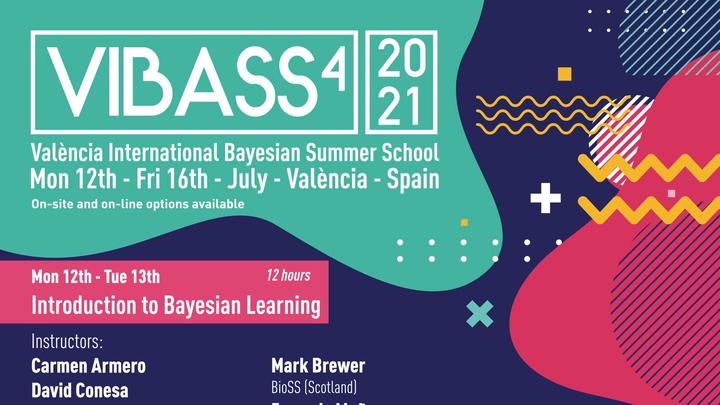 VIBASS4 2021
València International Bayesian Summer School
Mon 12th - Fri 16th - July - València - Spain
On-site and on-line options available
Mon 12th - Tue 13th 12 hours
Introduction to Bayesian Learning
Instructors:
Carmen Armero
David Conesa
Mark Brewer
BioSS (Scotland)